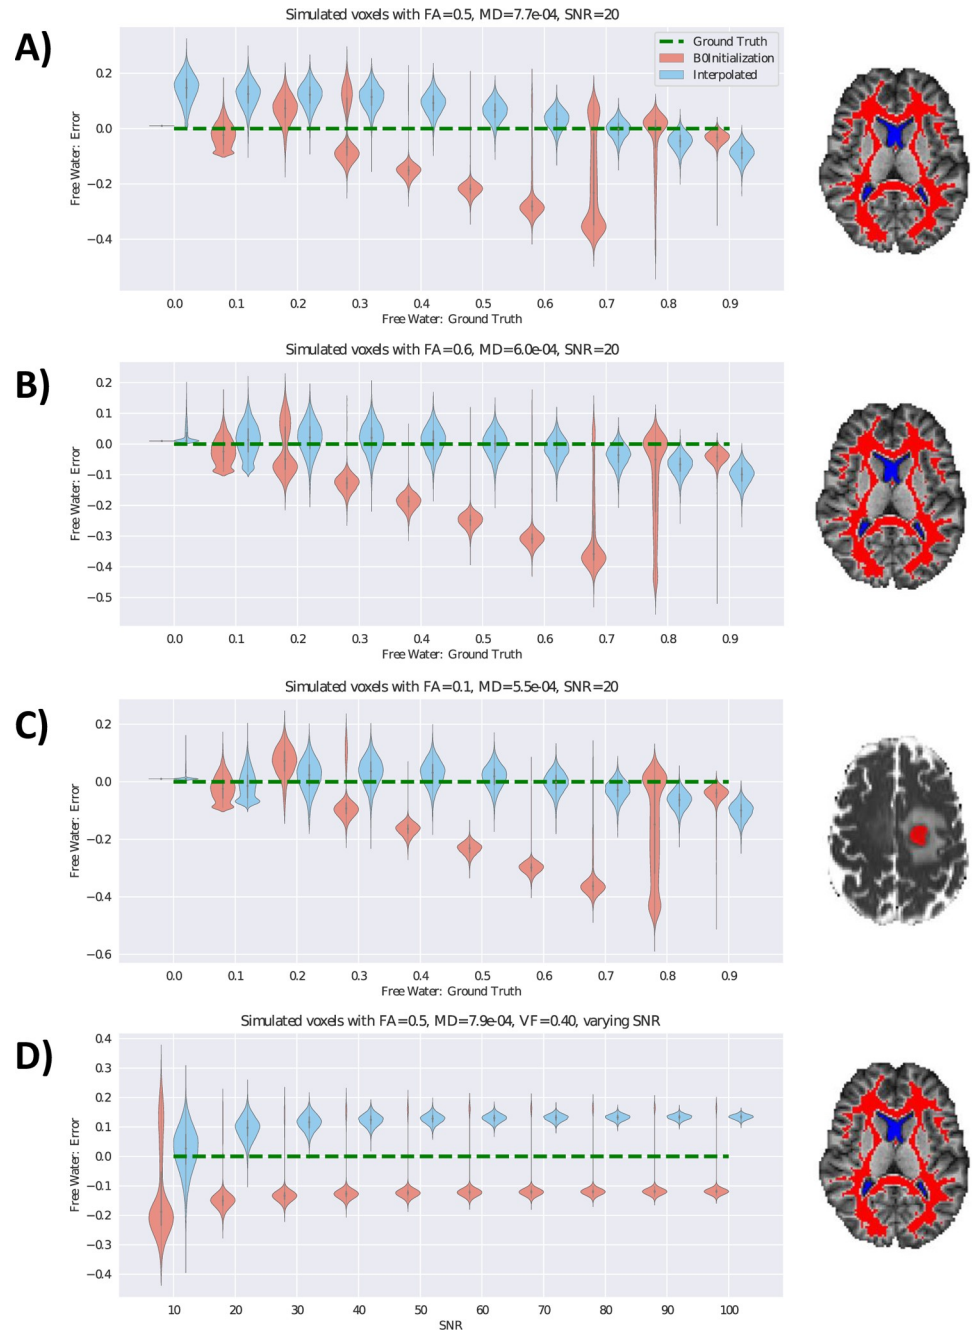 Simulated voxels with FA=0.5, MD=7.7e-04, SNR=20
A)
Ground Truth
B0Initialization
Interpolated
0.2
0.0
−0.2
−0.4
Free Water: Error
0.0 0.1 0.2 0.3 0.4 0.5 0.6 0.7 0.8 0.9
Free Water: Ground Truth
Simulated voxels with FA=0.6, MD=6.0e-04, SNR=20
B)
0.2
0.1
0.0
−0.1
−0.2
−0.3
−0.4
−0.5
Free Water: Error
0.0 0.1 0.2 0.3 0.4 0.5 0.6 0.7 0.8 0.9
Simulated voxels with FA=0.1, MD=5.5e-04, SNR=20
C)
0.2
0.0
−0.2
−0.4
−0.6
Free Water: Error
0.0 0.1 0.2 0.3 0.4 0.5 0.6 0.7 0.8 0.9
Free Water: Ground Truth
Simulated voxels with FA=0.5, MD=7.9e-04, VF=0.40, varying SNR
D)
0.4
0.3
0.2
0.1
0.0
−0.1
−0.2
−0.3
−0.4
Free Water: Error
10 20 30 40 50 60 70 80 90 100
SNR